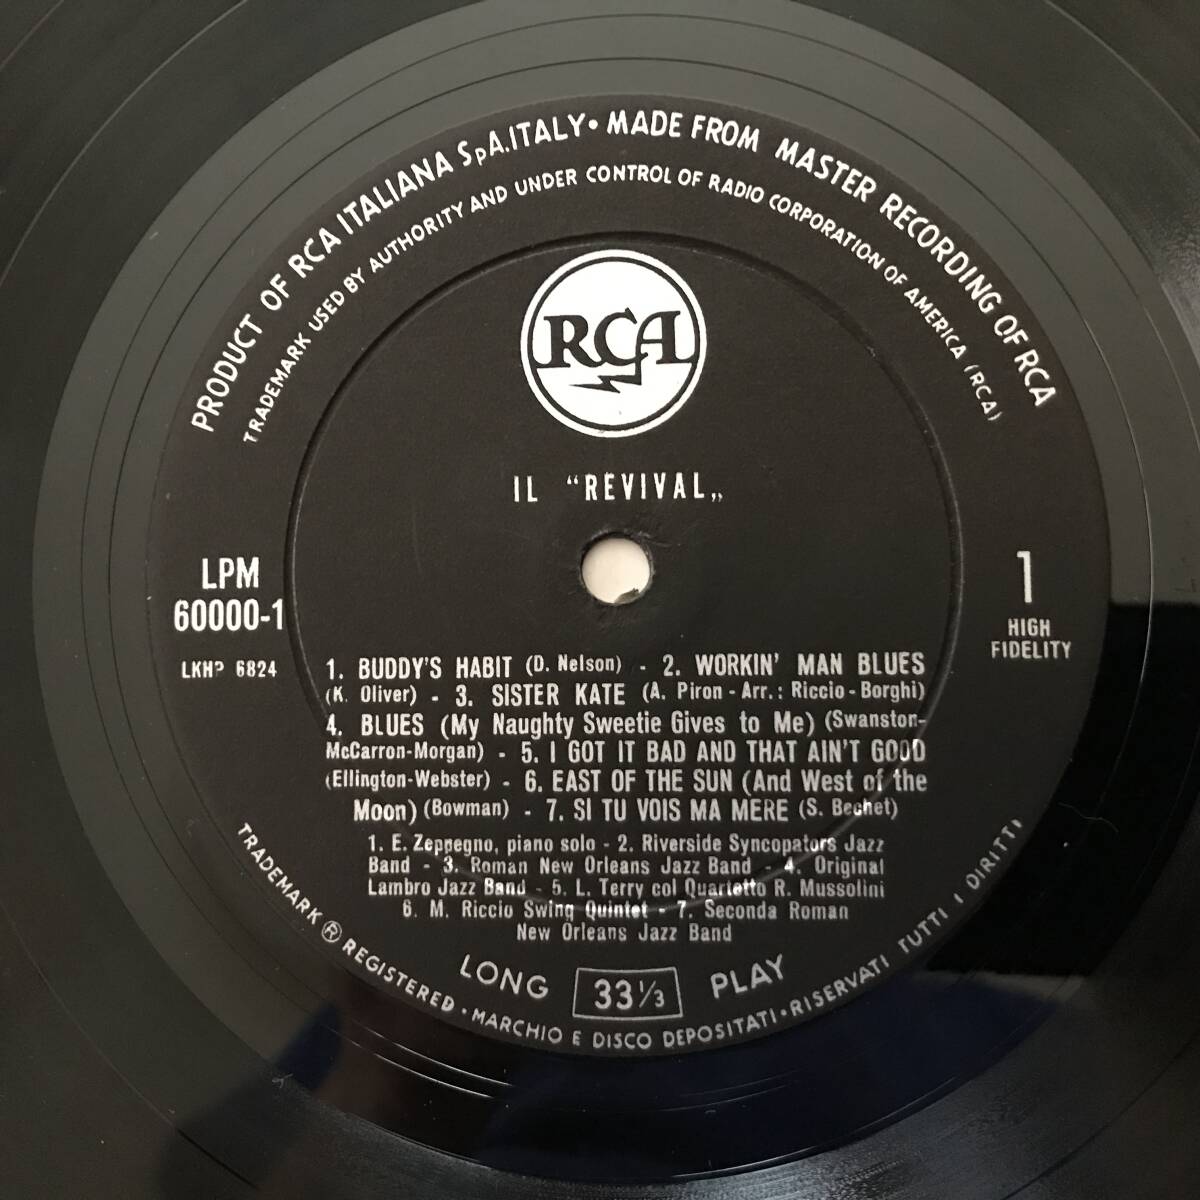 PRODUCT OF RCA ITALIANA SpA. ITALY • MADE FROM MASTER RECORDING OF RCA
TRADEMARK USED BY AUTHORITY AND UNDER CONTROL OF RADIO CORPORATION OF AMERICA (RCA)
RCA
IL “REVIVAL„
LPM
60000-1
LKHP 6824
1
HIGH
FIDELITY
1. BUDDY'S HABIT (D. Nelson) - 2. WORKIN' MAN BLUES
(K. Oliver) - 3. SISTER KATE (A. Piron - Arr.: Riccio - Borghi)
4. BLUES (My Naughty Sweetie Gives to Me) (Swanston-
McCarron-Morgan) - 5. I GOT IT BAD AND THAT AIN'T GOOD
(Ellington-Webster) - 6. EAST OF THE SUN (And West of the
Moon) (Bowman) - 7. SI TU VOIS MA MERE (S. Bechet)
1. E. Zeppegno, piano solo - 2. Riverside Syncopators Jazz
Band - 3. Roman New Orleans Jazz Band - 4. Original
Lambro Jazz Band - 5. L. Terry col Quartetto R. Mussolini
6. M. Riccio Swing Quintet - 7. Seconda Roman
New Orleans Jazz Band
LONG 33 1/3 PLAY
TRADEMARK ® REGISTERED • MARCHIO E DISCO DEPOSITATI • RISERVATI TUTTI I DIRITTI